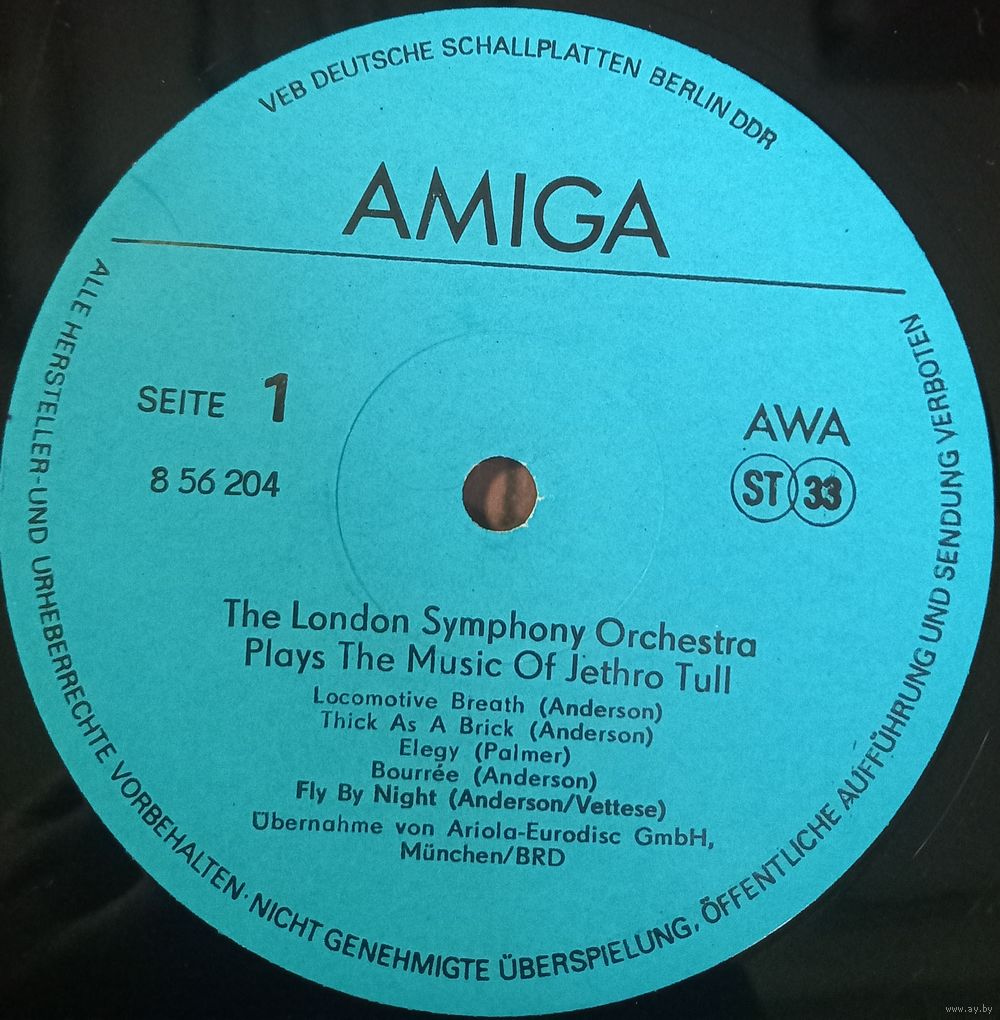 VEB DEUTSCHE SCHALLPLATTEN BERLIN DDR
AMIGA
SEITE 1
8 56 204
AWA
ST 33
The London Symphony Orchestra
Plays The Music Of Jethro Tull
Locomotive Breath (Anderson)
Thick As A Brick (Anderson)
Elegy (Palmer)
Bourrée (Anderson)
Fly By Night (Anderson/Vettese)
Übernahme von Ariola-Eurodisc GmbH,
München/BRD
ALLE HERSTELLER-UND URHEBERRECHTE VORBEHALTEN· NICHT GENEHMIGTE ÜBERSPIELUNG, ÖFFENTLICHE AUFFÜHRUNG UND SENDUNG VERBOTEN
www.ay.by